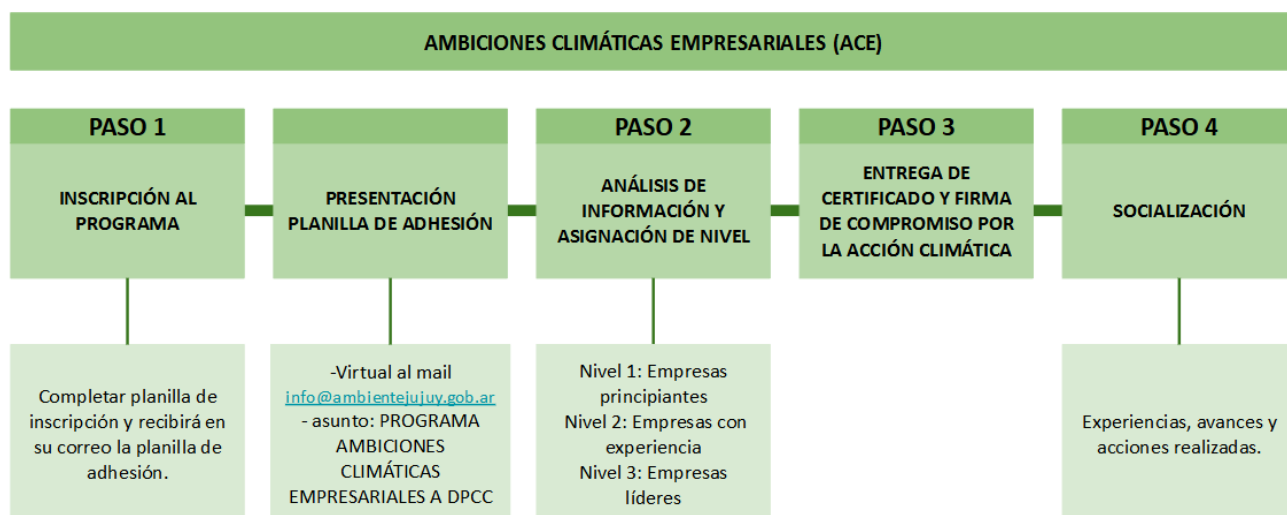 AMBICIONES CLIMÁTICAS EMPRESARIALES (ACE)
PASO 1
INSCRIPCIÓN AL
PROGRAMA
Completar planilla de
inscripción y recibirá en
su correo la planilla de
adhesión.
PRESENTACIÓN
PLANILLA DE ADHESIÓN
-Virtual al mail
info@ambientejujuy.gob.ar
- asunto: PROGRAMA
AMBICIONES
CLIMÁTICAS
EMPRESARIALES A DPCC
PASO 2
ANÁLISIS DE
INFORMACIÓN Y
ASIGNACIÓN DE NIVEL
Nivel 1: Empresas
principiantes
Nivel 2: Empresas con
experiencia
Nivel 3: Empresas
líderes
PASO 3
ENTREGA DE
CERTIFICADO Y FIRMA
DE COMPROMISO POR
LA ACCIÓN CLIMÁTICA
PASO 4
SOCIALIZACIÓN
Experiencias, avances y
acciones realizadas.